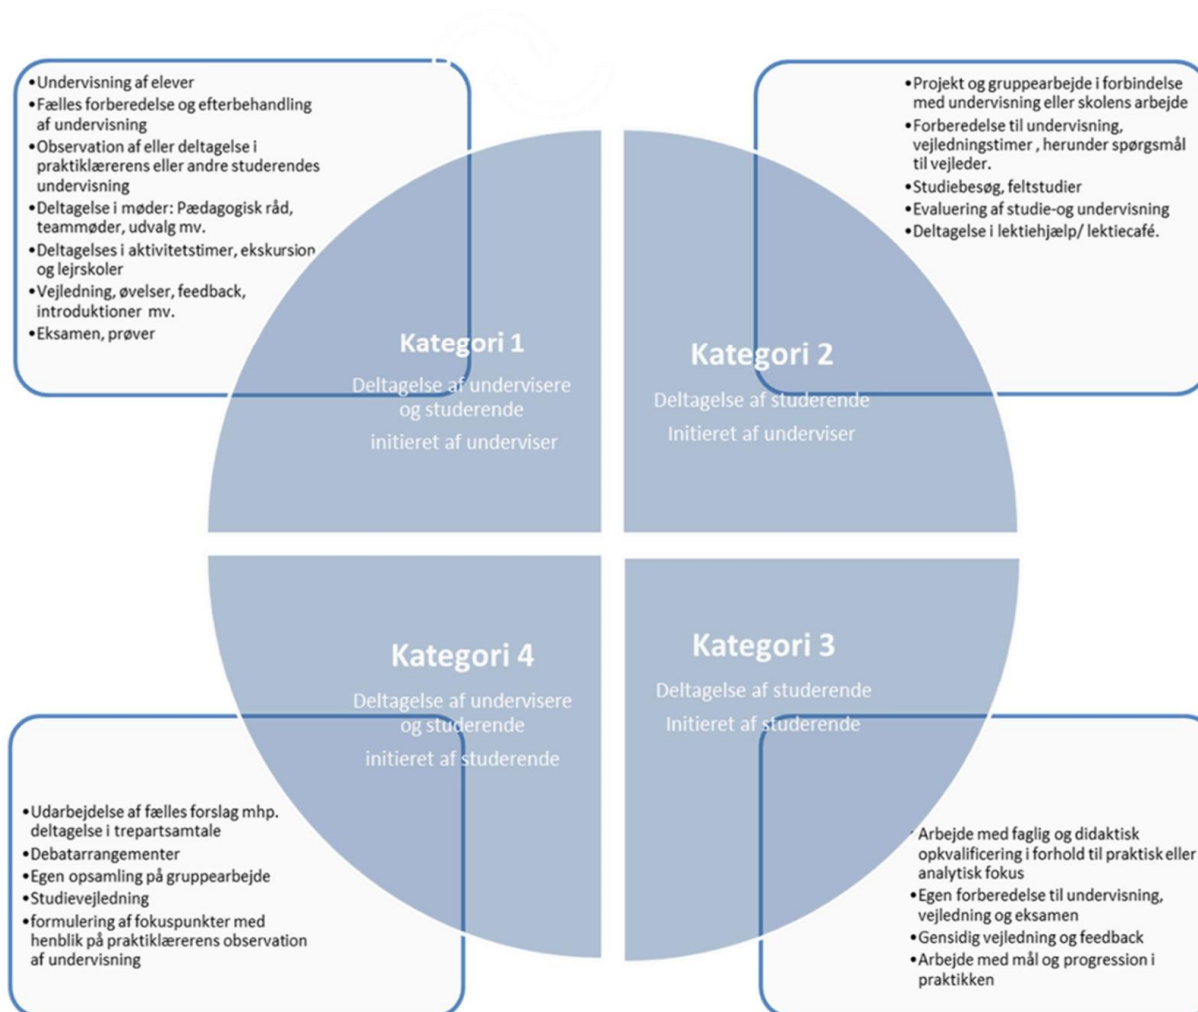 •Undervisning af elever
•Fælles forberedelse og efterbehandling
af undervisning
•Observation af eller deltagelse i
praktiklærerens eller andre studerendes
undervisning
•Deltagelse i møder: Pædagogisk råd,
teammøder, udvalg mv.
•Deltagelses i aktivitetstimer, ekskursion
og lejrskoler
•Vejledning, øvelser, feedback,
introduktioner mv.
•Eksamen, prøver
Kategori 1
Deltagelse af undervisere
og studerende
initieret af underviser
•Projekt og gruppearbejde i forbindelse
med undervisning eller skolens arbejde
•Forberedelse til undervisning,
vejledningstimer , herunder spørgsmål
til vejleder.
•Studiebesøg, feltstudier
•Evaluering af studie-og undervisning
•Deltagelse i lektiehjælp/ lektiecafé.
Kategori 2
Deltagelse af studerende
Initieret af underviser
Kategori 4
Deltagelse af undervisere
og studerende
initieret af studerende
•Udarbejdelse af fælles forslag mhp.
deltagelse i trepartsamtale
•Debatarrangementer
•Egen opsamling på gruppearbejde
•Studievejledning
•formulering af fokuspunkter med
henblik på praktiklærerens observation
af undervisning
Kategori 3
Deltagelse af studerende
Initieret af studerende
•Arbejde med faglig og didaktisk
opkvalificering i forhold til praktisk eller
analytisk fokus
•Egen forberedelse til undervisning,
vejledning og eksamen
•Gensidig vejledning og feedback
•Arbejde med mål og progression i
praktikken